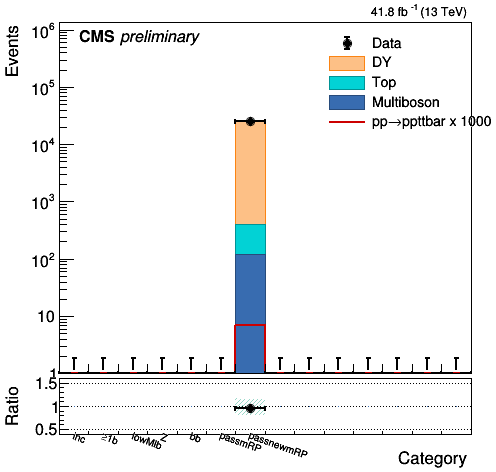 41.8 fb⁻¹ (13 TeV)
Events
CMS preliminary
Data
DY
Top
Multiboson
pp→ppttbar x 1000
10⁶
10⁵
10⁴
10³
10²
10
1
Ratio
1.5
1
0.5
inc ≥1b lowMlb Z bb passmRP passnewmRP
Category